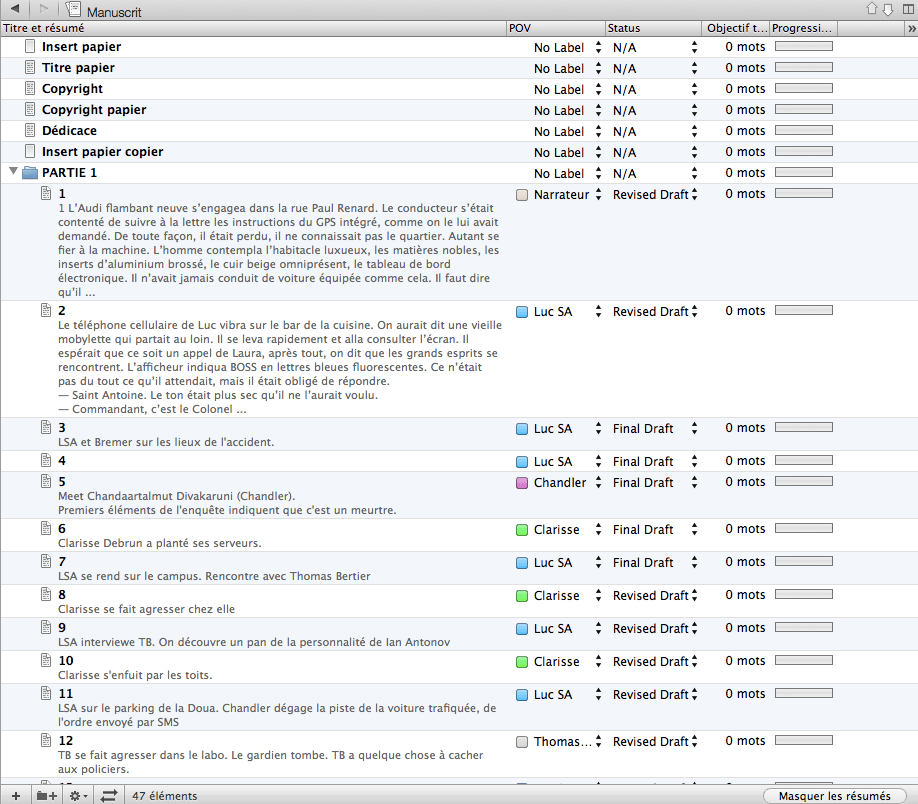 Manuscrit
Titre et résumé POV Status Objectif t... Progressi... »
Insert papier No Label N/A 0 mots
Titre papier No Label N/A 0 mots
Copyright No Label N/A 0 mots
Copyright papier No Label N/A 0 mots
Dédicace No Label N/A 0 mots
Insert papier copier No Label N/A 0 mots
PARTIE 1 No Label N/A 0 mots
1 Narrateur Revised Draft 0 mots
1 L'Audi flambant neuve s'engagea dans la rue Paul Renard. Le conducteur s'était
contenté de suivre à la lettre les instructions du GPS intégré, comme on le lui avait
demandé. De toute façon, il était perdu, il ne connaissait pas le quartier. Autant se
fier à la machine. L'homme contempla l'habitacle luxueux, les matières nobles, les
inserts d'aluminium brossé, le cuir beige omniprésent, le tableau de bord
électronique. Il n'avait jamais conduit de voiture équipée comme cela. Il faut dire
qu'il ...
2 Luc SA Revised Draft 0 mots
Le téléphone cellulaire de Luc vibra sur le bar de la cuisine. On aurait dit une vieille
mobylette qui partait au loin. Il se leva rapidement et alla consulter l'écran. Il
espérait que ce soit un appel de Laura, après tout, on dit que les grands esprits se
rencontrent. L'afficheur indiqua BOSS en lettres bleues fluorescentes. Ce n'était
pas du tout ce qu'il attendait, mais il était obligé de répondre.
— Saint Antoine. Le ton était plus sec qu'il ne l'aurait voulu.
— Commandant, c'est le Colonel ...
3 Luc SA Final Draft 0 mots
LSA et Bremer sur les lieux de l'accident.
4 Luc SA Final Draft 0 mots
5 Chandler Final Draft 0 mots
Meet Chandaartalmut Divakaruni (Chandler).
Premiers éléments de l'enquête indiquent que c'est un meurtre.
6 Clarisse Final Draft 0 mots
Clarisse Debrun a planté ses serveurs.
7 Luc SA Final Draft 0 mots
LSA se rend sur le campus. Rencontre avec Thomas Bertier
8 Clarisse Revised Draft 0 mots
Clarisse se fait agresser chez elle
9 Luc SA Revised Draft 0 mots
LSA interviewe TB. On découvre un pan de la personnalité de Ian Antonov
10 Clarisse Revised Draft 0 mots
Clarisse s'enfuit par les toits.
11 Luc SA Revised Draft 0 mots
LSA sur le parking de la Doua. Chandler dégage la piste de la voiture trafiquée, de
l'ordre envoyé par SMS
12 Thomas... Revised Draft 0 mots
TB se fait agresser dans le labo. Le gardien tombe. TB a quelque chose à cacher
aux policiers.
47 éléments Masquer les résumés